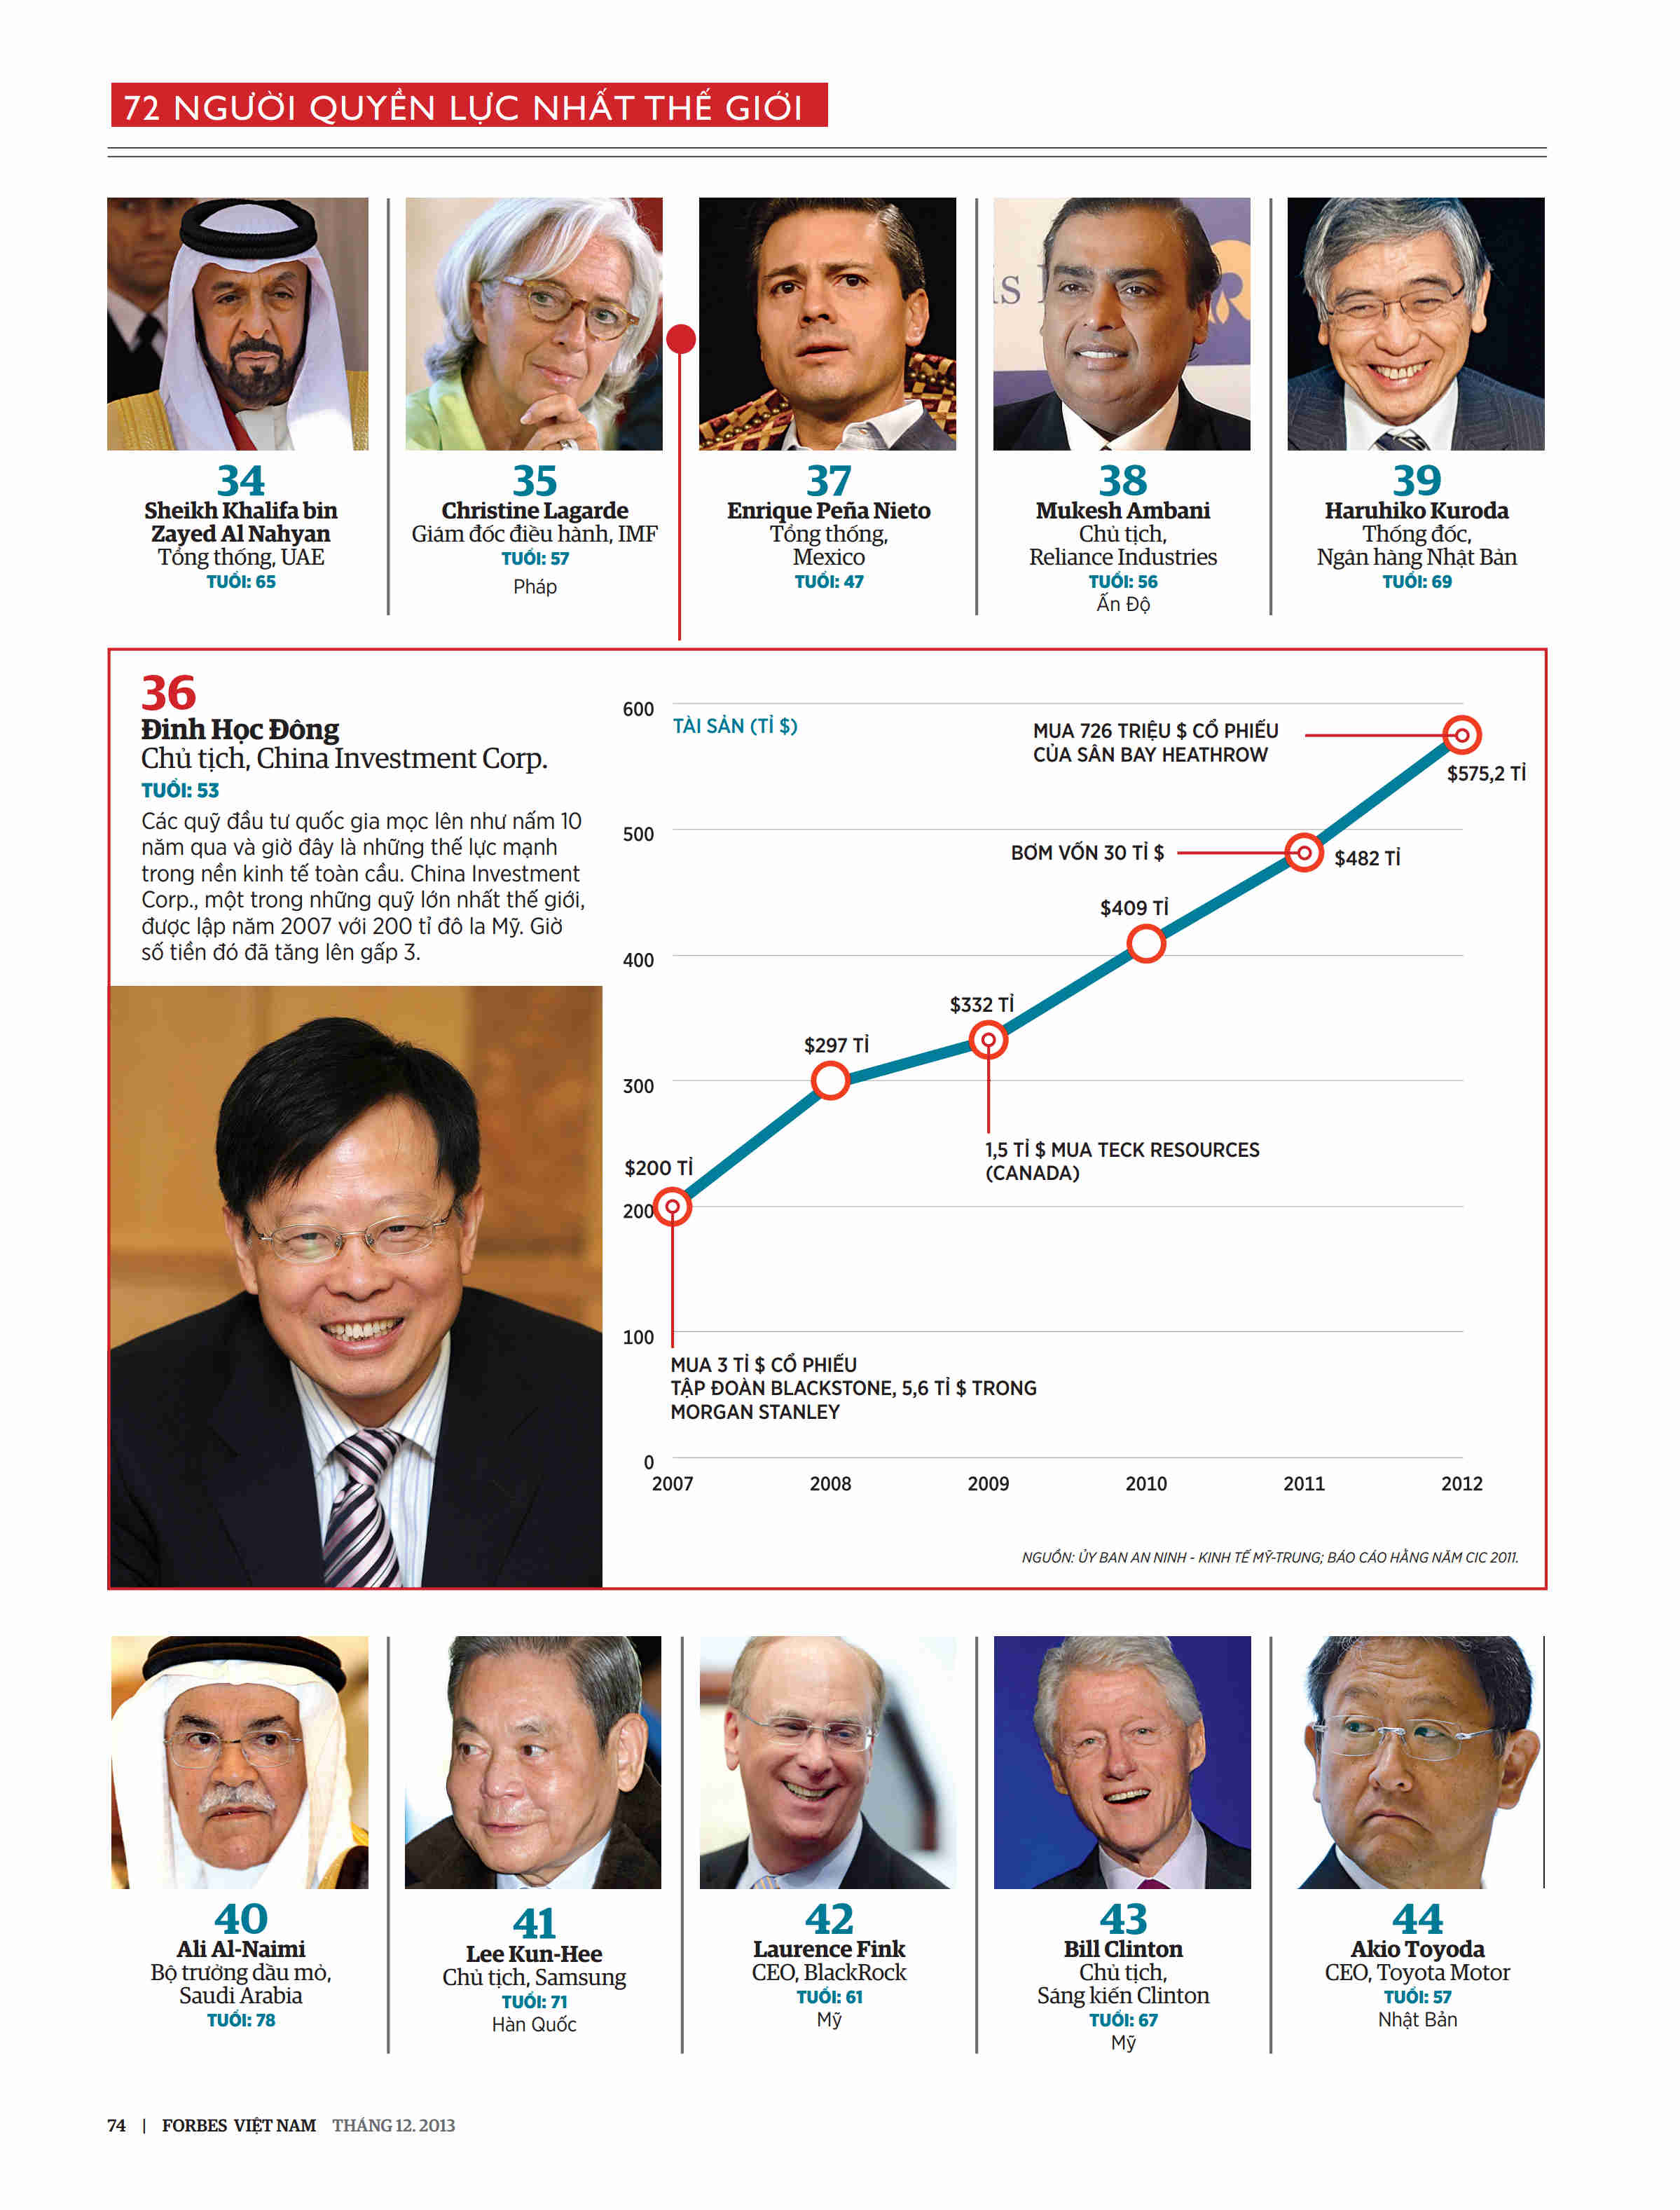 72 NGƯỜI QUYỀN LỰC NHẤT THẾ GIỚI
34
Sheikh Khalifa bin
Zayed Al Nahyan
Tổng thống, UAE
TUỔI: 65
35
Christine Lagarde
Giám đốc điều hành, IMF
TUỔI: 57
Pháp
37
Enrique Peña Nieto
Tổng thống,
Mexico
TUỔI: 47
38
Mukesh Ambani
Chủ tịch,
Reliance Industries
TUỔI: 56
Ấn Độ
39
Haruhiko Kuroda
Thống đốc,
Ngân hàng Nhật Bản
TUỔI: 69
36
Đinh Học Đông
Chủ tịch, China Investment Corp.
TUỔI: 53
Các quỹ đầu tư quốc gia mọc lên như nấm 10
năm qua và giờ đây là những thế lực mạnh
trong nền kinh tế toàn cầu. China Investment
Corp., một trong những quỹ lớn nhất thế giới,
được lập năm 2007 với 200 tỉ đô la Mỹ. Giờ
số tiền đó đã tăng lên gấp 3.
600
TÀI SẢN (TỈ $)
MUA 726 TRIỆU $ CỔ PHIẾU
CỦA SÂN BAY HEATHROW
$575,2 TỈ
500
BƠM VỐN 30 TỈ $
$482 TỈ
$409 TỈ
400
$332 TỈ
$297 TỈ
300
1,5 TỈ $ MUA TECK RESOURCES
(CANADA)
$200 TỈ
200
100
MUA 3 TỈ $ CỔ PHIẾU
TẬP ĐOÀN BLACKSTONE, 5,6 TỈ $ TRONG
MORGAN STANLEY
0
2007 2008 2009 2010 2011 2012
NGUỒN: ỦY BAN AN NINH - KINH TẾ MỸ-TRUNG; BÁO CÁO HẰNG NĂM CIC 2011.
40
Ali Al-Naimi
Bộ trưởng dầu mỏ,
Saudi Arabia
TUỔI: 78
41
Lee Kun-Hee
Chủ tịch, Samsung
TUỔI: 71
Hàn Quốc
42
Laurence Fink
CEO, BlackRock
TUỔI: 61
Mỹ
43
Bill Clinton
Chủ tịch,
Sáng kiến Clinton
TUỔI: 67
Mỹ
44
Akio Toyoda
CEO, Toyota Motor
TUỔI: 57
Nhật Bản
74 | FORBES VIỆT NAM THÁNG 12. 2013